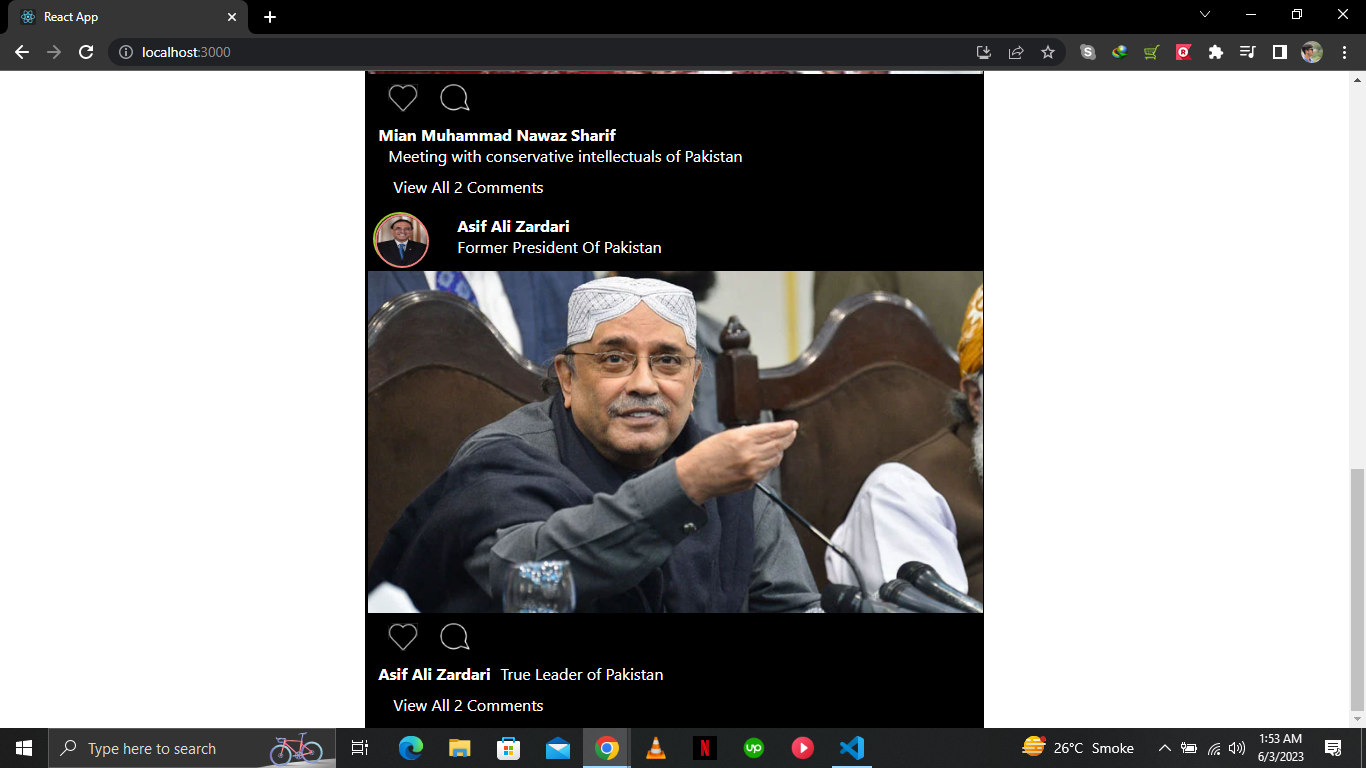 React App
localhost:3000
Mian Muhammad Nawaz Sharif
Meeting with conservative intellectuals of Pakistan
View All 2 Comments
Asif Ali Zardari
Former President Of Pakistan
Asif Ali Zardari True Leader of Pakistan
View All 2 Comments
Type here to search
N
up
26°C Smoke
1:53 AM
6/3/2023